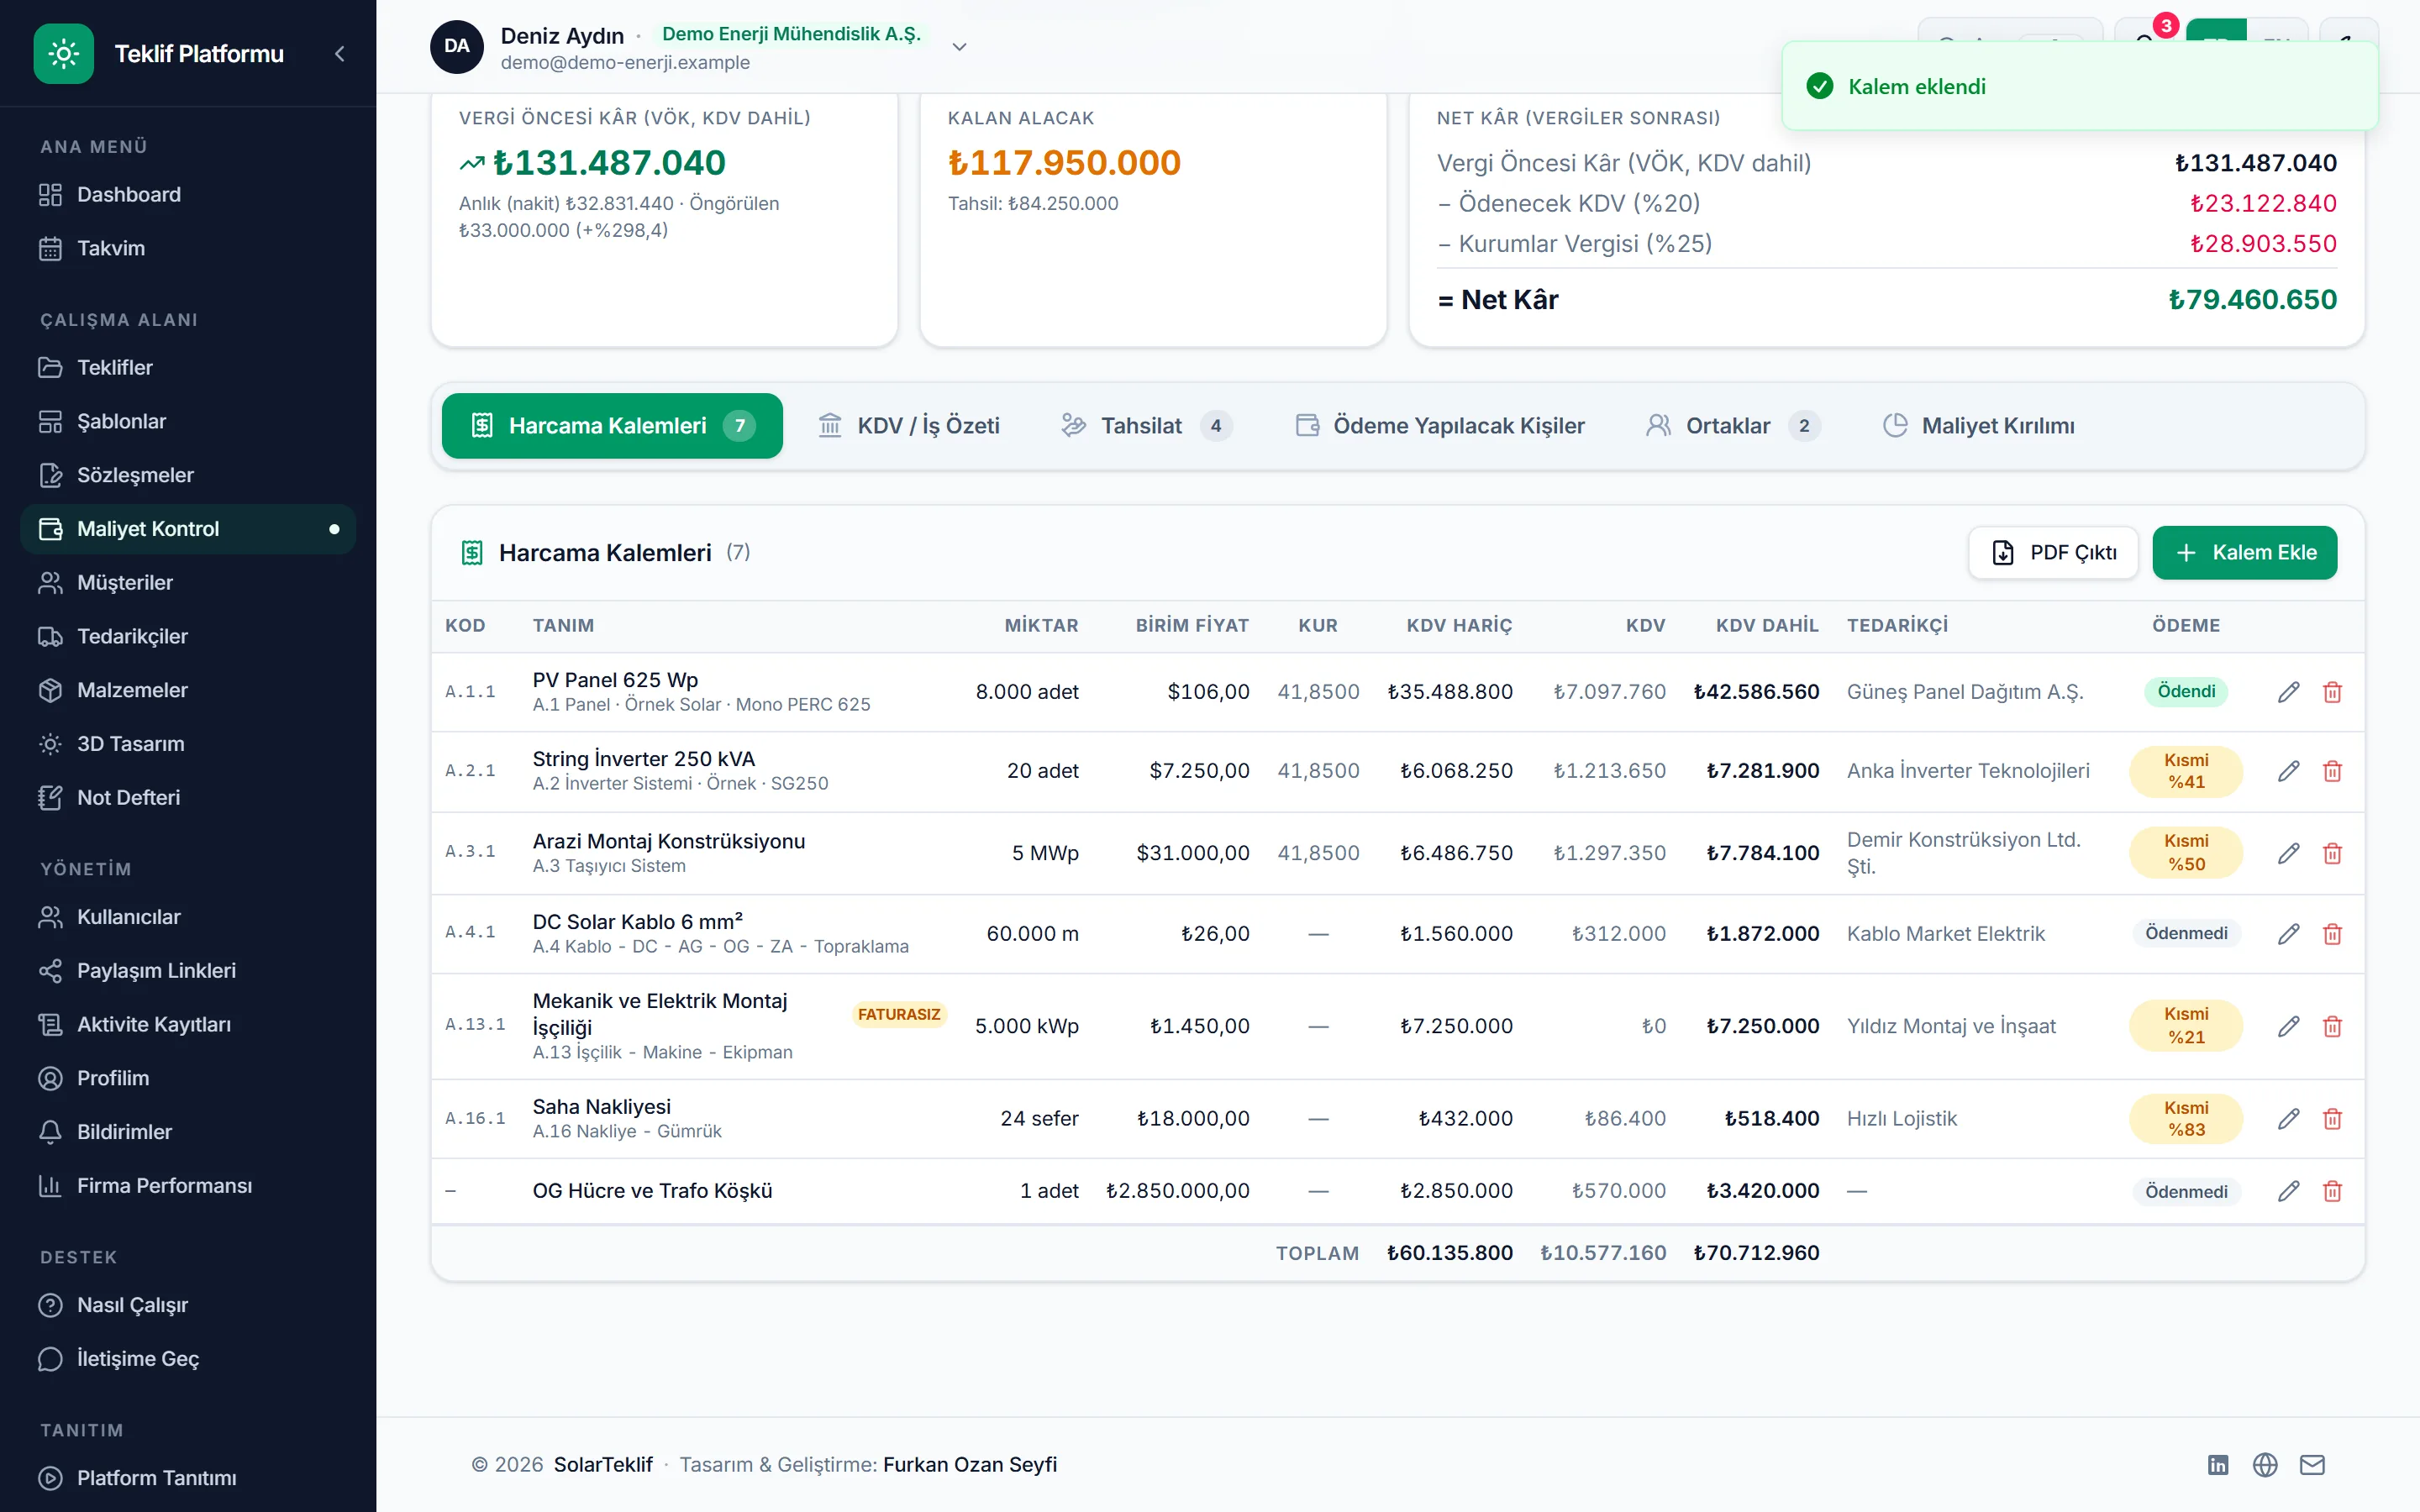 Teklif Platformu
ANA MENÜ
Dashboard
Takvim
ÇALIŞMA ALANI
Teklifler
Şablonlar
Sözleşmeler
Maliyet Kontrol
Müşteriler
Tedarikçiler
Malzemeler
3D Tasarım
Not Defteri
YÖNETİM
Kullanıcılar
Paylaşım Linkleri
Aktivite Kayıtları
Profilim
Bildirimler
Firma Performansı
DESTEK
Nasıl Çalışır
İletişime Geç
TANITIM
Platform Tanıtımı
DA
Deniz Aydın · Demo Enerji Mühendislik A.Ş.
demo@demo-enerji.example
3
Kalem eklendi
VERGİ ÖNCESİ KÂR (VÖK, KDV DAHİL)
₺131.487.040
Anlık (nakit) ₺32.831.440 · Öngörülen
₺33.000.000 (+%298,4)
KALAN ALACAK
₺117.950.000
Tahsil: ₺84.250.000
NET KÂR (VERGİLER SONRASI)
Vergi Öncesi Kâr (VÖK, KDV dahil) ₺131.487.040
− Ödenecek KDV (%20) ₺23.122.840
− Kurumlar Vergisi (%25) ₺28.903.550
= Net Kâr ₺79.460.650
Harcama Kalemleri 7
KDV / İş Özeti
Tahsilat 4
Ödeme Yapılacak Kişiler
Ortaklar 2
Maliyet Kırılımı
Harcama Kalemleri (7)
PDF Çıktı
Kalem Ekle
KOD TANIM MİKTAR BİRİM FİYAT KUR KDV HARİÇ KDV KDV DAHİL TEDARİKÇİ ÖDEME
A.1.1 PV Panel 625 Wp 8.000 adet $106,00 41,8500 ₺35.488.800 ₺7.097.760 ₺42.586.560 Güneş Panel Dağıtım A.Ş. Ödendi
A.1 Panel · Örnek Solar · Mono PERC 625
A.2.1 String İnverter 250 kVA 20 adet $7.250,00 41,8500 ₺6.068.250 ₺1.213.650 ₺7.281.900 Anka İnverter Teknolojileri Kısmi %41
A.2 İnverter Sistemi · Örnek · SG250
A.3.1 Arazi Montaj Konstrüksiyonu 5 MWp $31.000,00 41,8500 ₺6.486.750 ₺1.297.350 ₺7.784.100 Demir Konstrüksiyon Ltd. Şti. Kısmi %50
A.3 Taşıyıcı Sistem
A.4.1 DC Solar Kablo 6 mm² 60.000 m ₺26,00 — ₺1.560.000 ₺312.000 ₺1.872.000 Kablo Market Elektrik Ödenmedi
A.4 Kablo - DC - AG - OG - ZA - Topraklama
A.13.1 Mekanik ve Elektrik Montaj İşçiliği FATURASIZ 5.000 kWp ₺1.450,00 — ₺7.250.000 ₺0 ₺7.250.000 Yıldız Montaj ve İnşaat Kısmi %21
A.13 İşçilik - Makine - Ekipman
A.16.1 Saha Nakliyesi 24 sefer ₺18.000,00 — ₺432.000 ₺86.400 ₺518.400 Hızlı Lojistik Kısmi %83
A.16 Nakliye - Gümrük
– OG Hücre ve Trafo Köşkü 1 adet ₺2.850.000,00 — ₺2.850.000 ₺570.000 ₺3.420.000 — Ödenmedi
TOPLAM ₺60.135.800 ₺10.577.160 ₺70.712.960
© 2026 SolarTeklif · Tasarım & Geliştirme: Furkan Ozan Seyfi